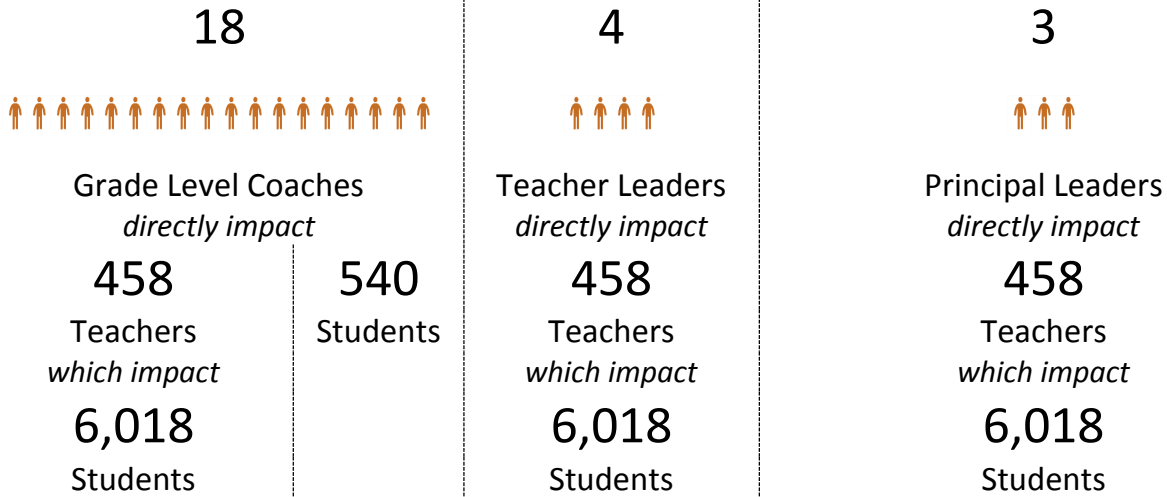 18
Grade Level Coaches
directly impact
458
Teachers
which impact
6,018
Students
540
Students
4
Teacher Leaders
directly impact
458
Teachers
which impact
6,018
Students
3
Principal Leaders
directly impact
458
Teachers
which impact
6,018
Students